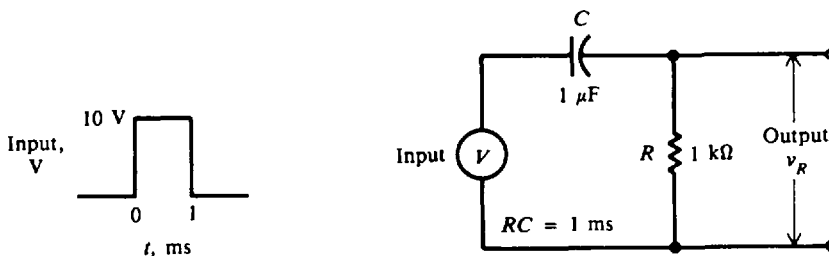 Input,
V
10 V
0 1
t, ms
C
1 μF
Input
V
R
1 kΩ
Output
v_R
RC = 1 ms